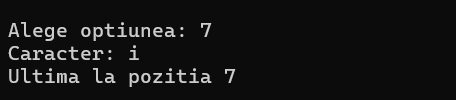 Alege optiunea: 7
Caracter: i
Ultima la pozitia 7